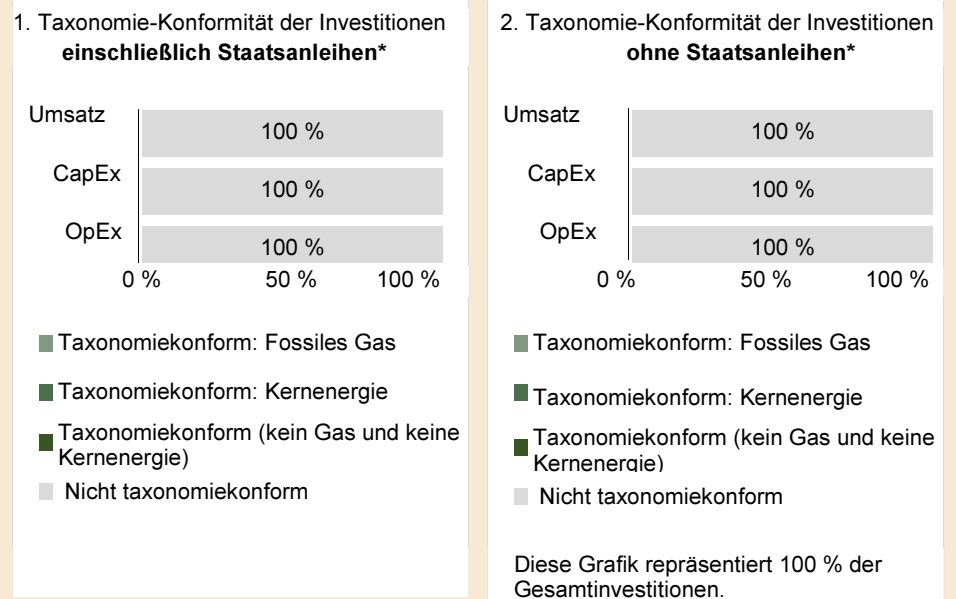 1. Taxonomie-Konformität der Investitionen
einschließlich Staatsanleihen*
Umsatz
100 %
CapEx
100 %
OpEx
100 %
0 %
50 %
100 %
Taxonomiekonform: Fossiles Gas
Taxonomiekonform: Kernenergie
Taxonomiekonform (kein Gas und keine
Kernenergie)
Nicht taxonomiekonform
2. Taxonomie-Konformität der Investitionen
ohne Staatsanleihen*
Umsatz
100 %
CapEx
100 %
OpEx
100 %
0 %
50 %
100 %
Taxonomiekonform: Fossiles Gas
Taxonomiekonform: Kernenergie
Taxonomiekonform (kein Gas und keine
Kernenergie)
Nicht taxonomiekonform
Diese Grafik repräsentiert 100 % der
Gesamtinvestitionen.